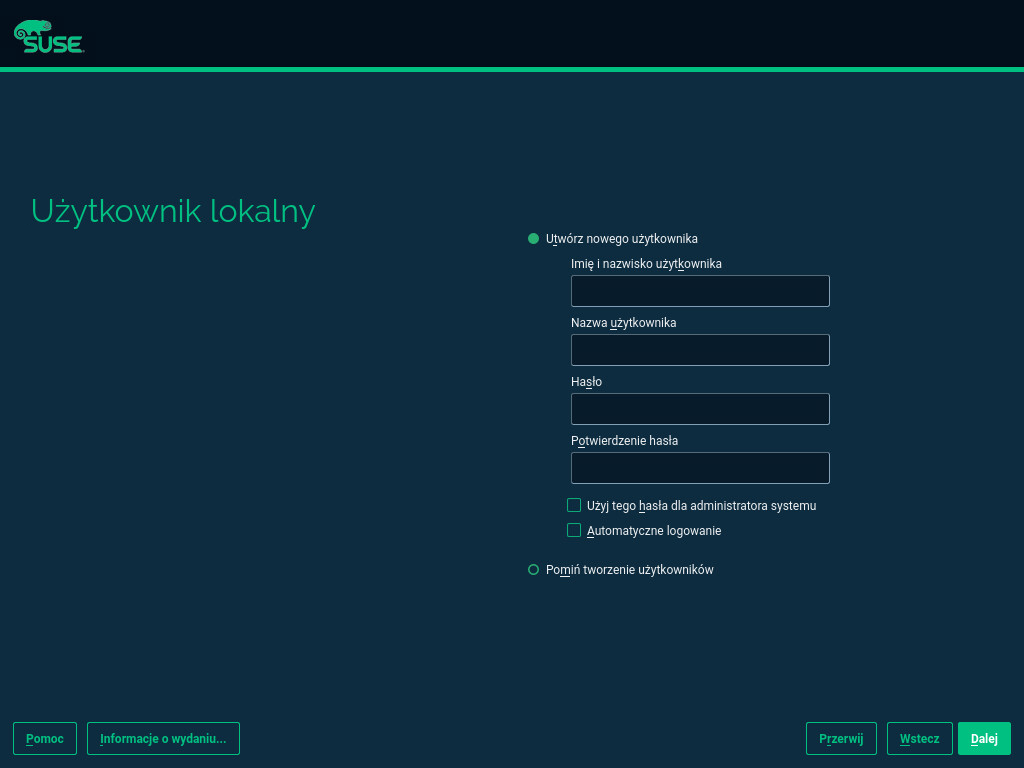 SUSE
Użytkownik lokalny
Utwórz nowego użytkownika
Imię i nazwisko użytkownika
Nazwa użytkownika
Hasło
Potwierdzenie hasła
Użyj tego hasła dla administratora systemu
Automatyczne logowanie
Pomiń tworzenie użytkowników
Pomoc Informacje o wydaniu... Przerwij Wstecz Dalej